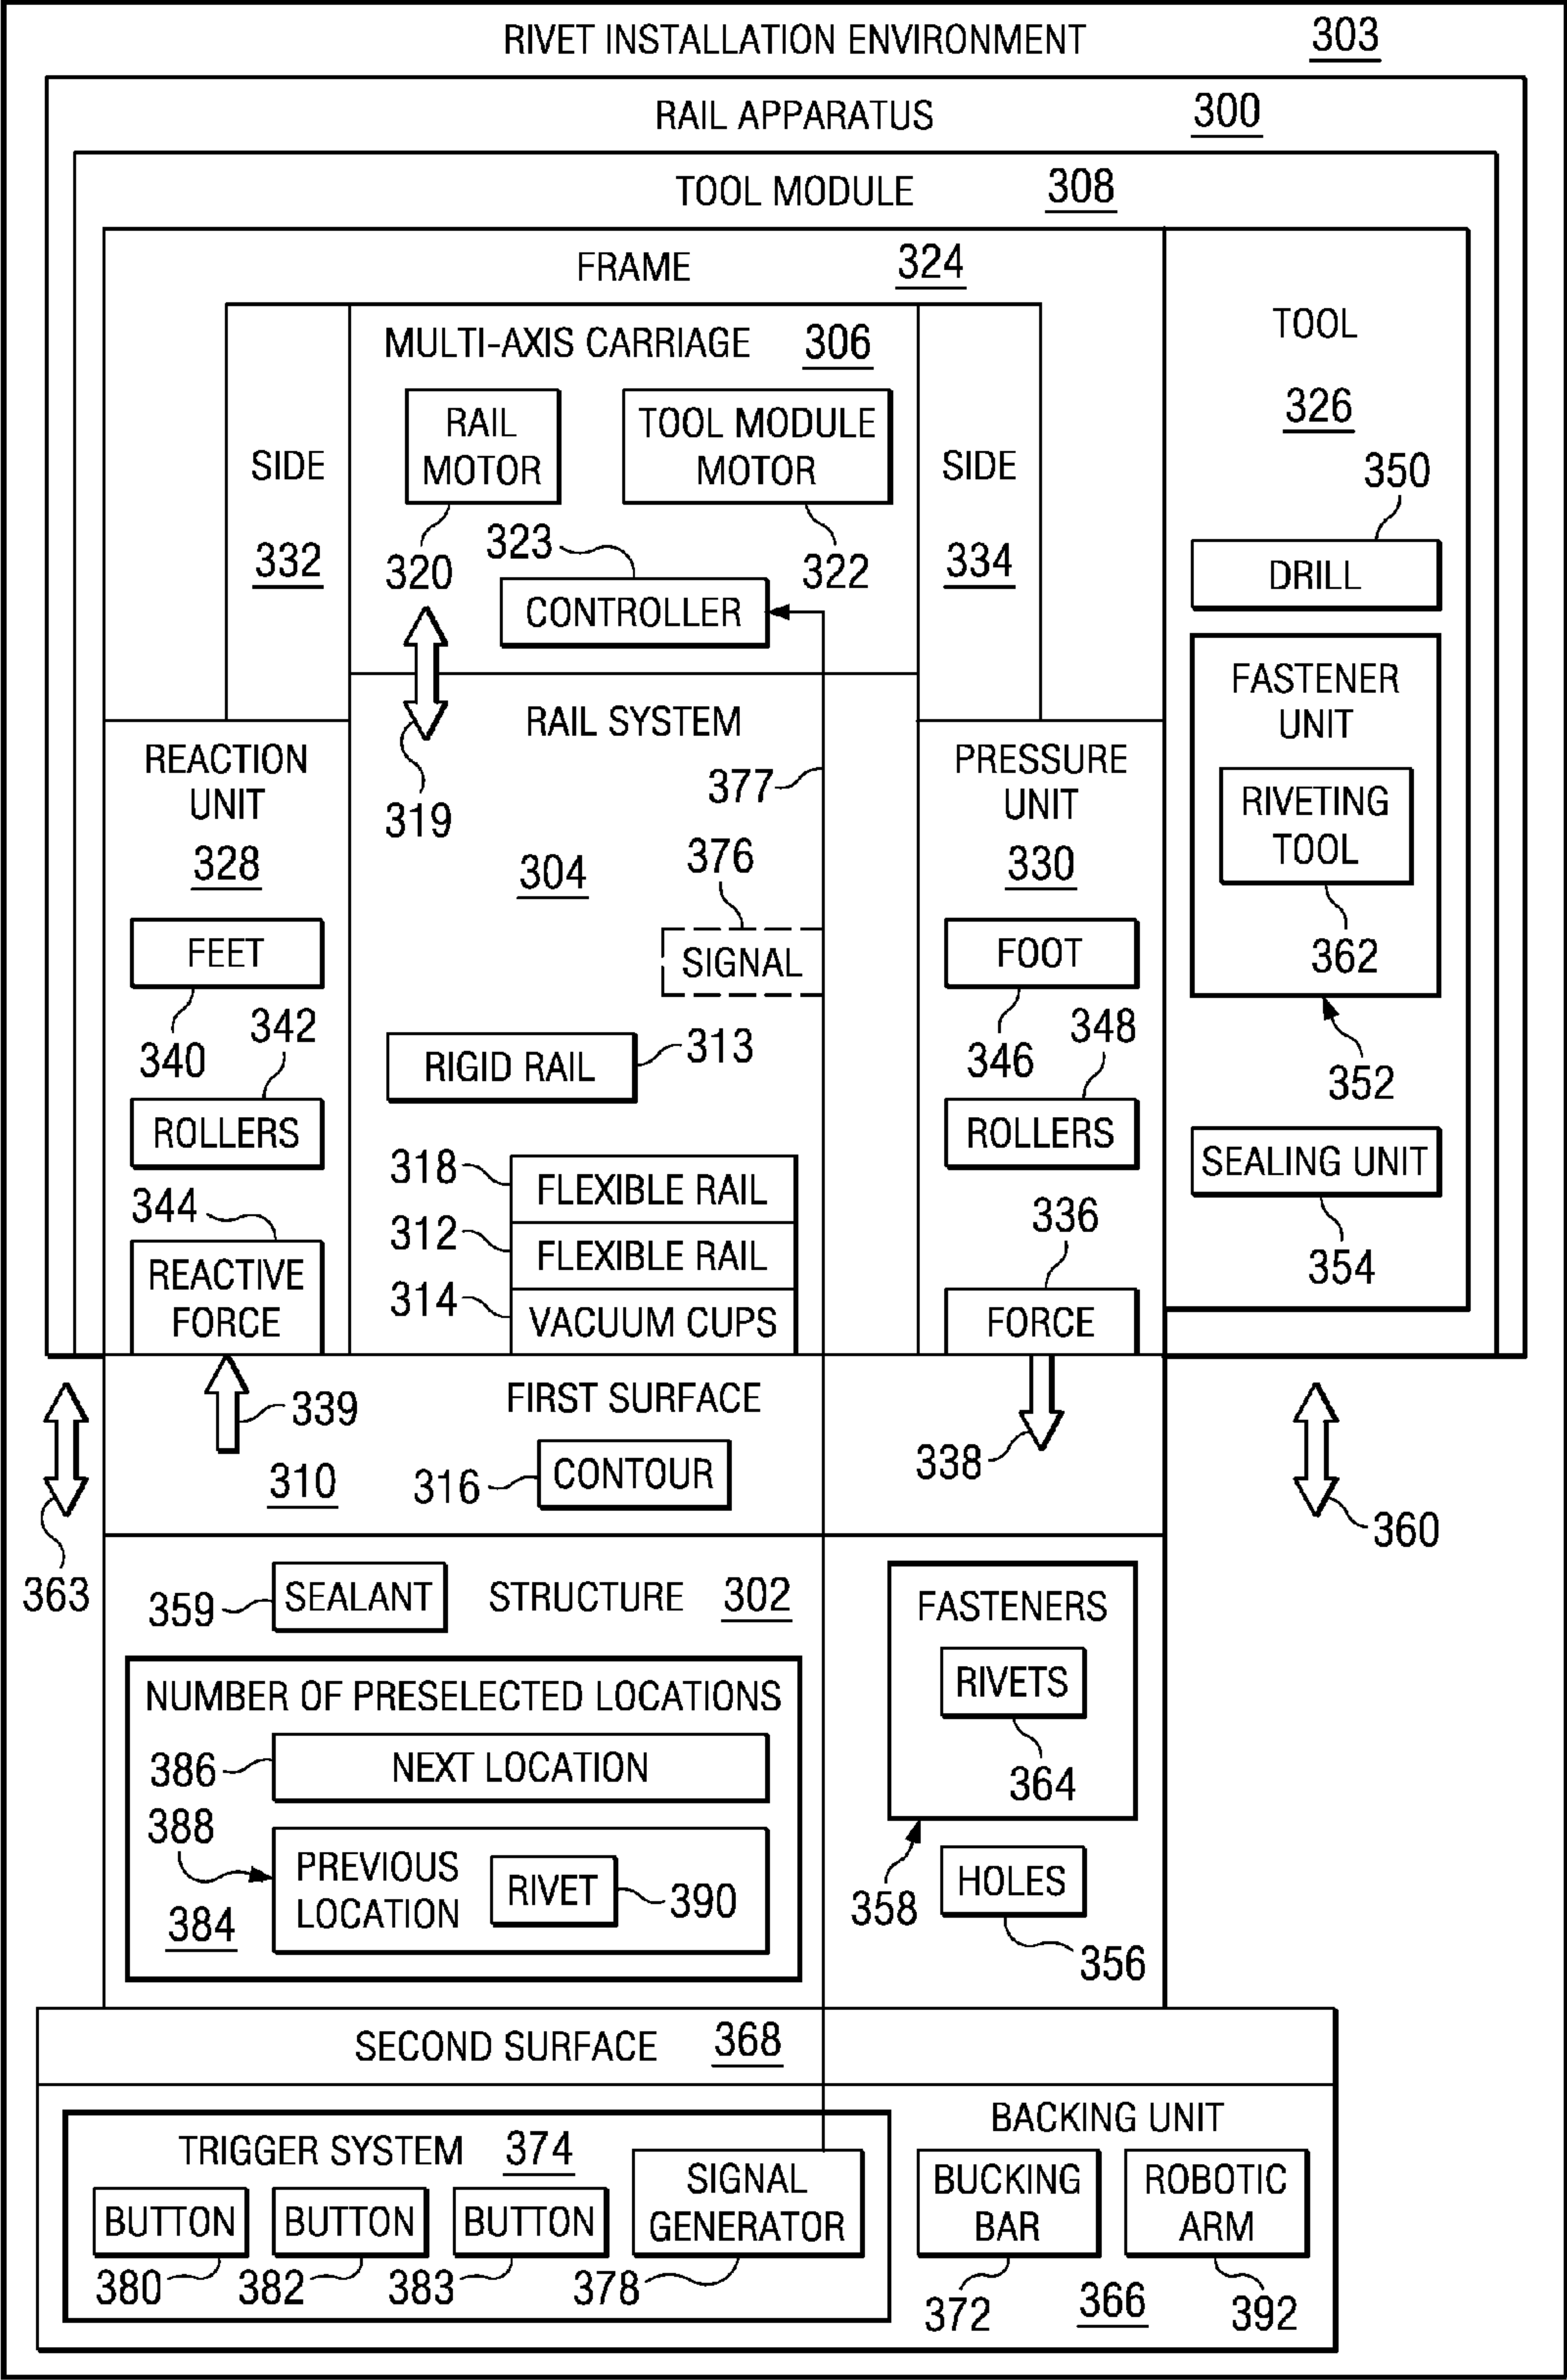 RIVET INSTALLATION ENVIRONMENT 303
RAIL APPARATUS 300
TOOL MODULE 308
FRAME 324
MULTI-AXIS CARRIAGE 306
RAIL
MOTOR
320
TOOL MODULE
MOTOR
322
323
CONTROLLER
SIDE
332
SIDE
334
TOOL
326
350
DRILL
FASTENER
UNIT
RIVETING
TOOL
362
352
SEALING UNIT
354
REACTION
UNIT
328
FEET
340
342
ROLLERS
344
REACTIVE
FORCE
319
RAIL SYSTEM
304
377
376
SIGNAL
RIGID RAIL 313
318 FLEXIBLE RAIL
312 FLEXIBLE RAIL
314 VACUUM CUPS
PRESSURE
UNIT
330
FOOT
346
348
ROLLERS
336
FORCE
339
FIRST SURFACE
310
316 CONTOUR
338
363
360
359 SEALANT
STRUCTURE 302
NUMBER OF PRESELECTED LOCATIONS
386 NEXT LOCATION
388
PREVIOUS
LOCATION
RIVET 390
384
FASTENERS
RIVETS
364
358
HOLES
356
SECOND SURFACE 368
TRIGGER SYSTEM 374
BUTTON
380
BUTTON
382
BUTTON
383
SIGNAL
GENERATOR
378
BACKING UNIT
BUCKING
BAR
372
366
ROBOTIC
ARM
392